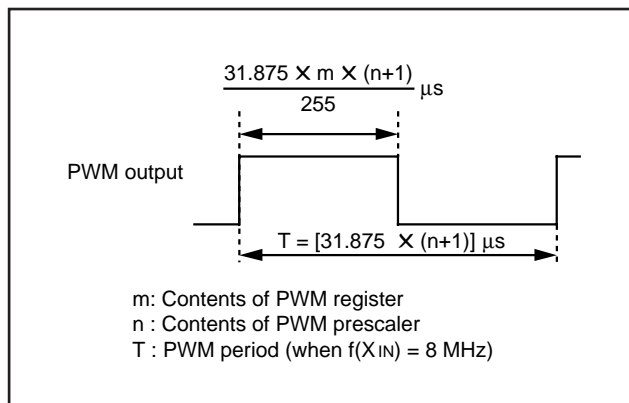 31.875 × m × (n+1)
255
μs
PWM output
T = [31.875 × (n+1)] μs
m: Contents of PWM register
n : Contents of PWM prescaler
T : PWM period (when f(XIN) = 8 MHz)